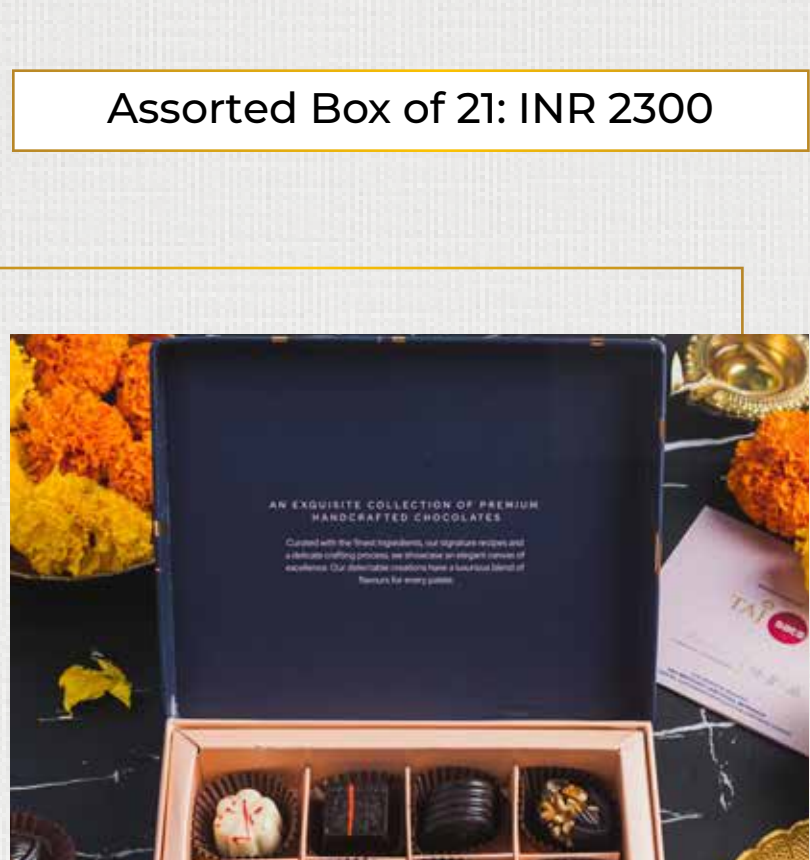 Assorted Box of 21: INR 2300
AN EXQUISITE COLLECTION OF PREMIUM
HANDCRAFTED CHOCOLATES
Curated with the finest ingredients, our signature recipes and
a delicate crafting process, we showcase an elegant canvas of
excellence. Our delectable creations have a luxurious blend of
flavours for every palate.
TAJ